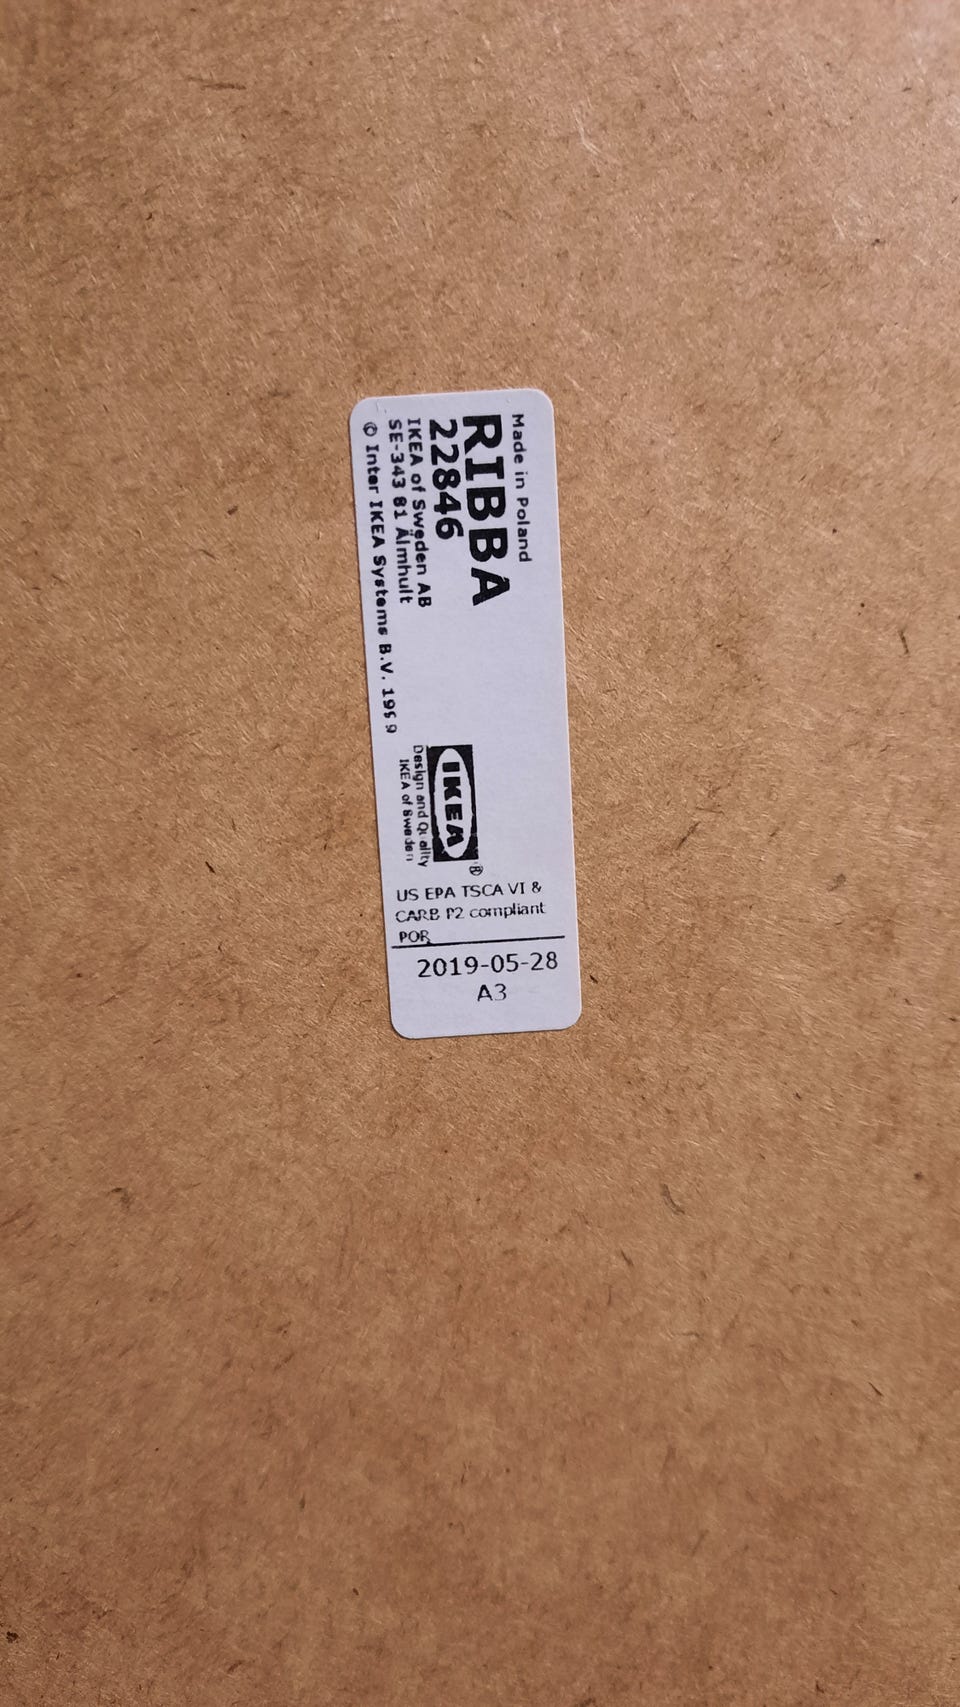 Made in Poland
RIBBA
22846
IKEA of Sweden AB
SE-343 81 Älmhult
© Inter IKEA Systems B.V. 1999
IKEA®
Design and Quality
IKEA of Sweden
US EPA TSCA VI &
CARB P2 compliant
POR
2019-05-28
A3